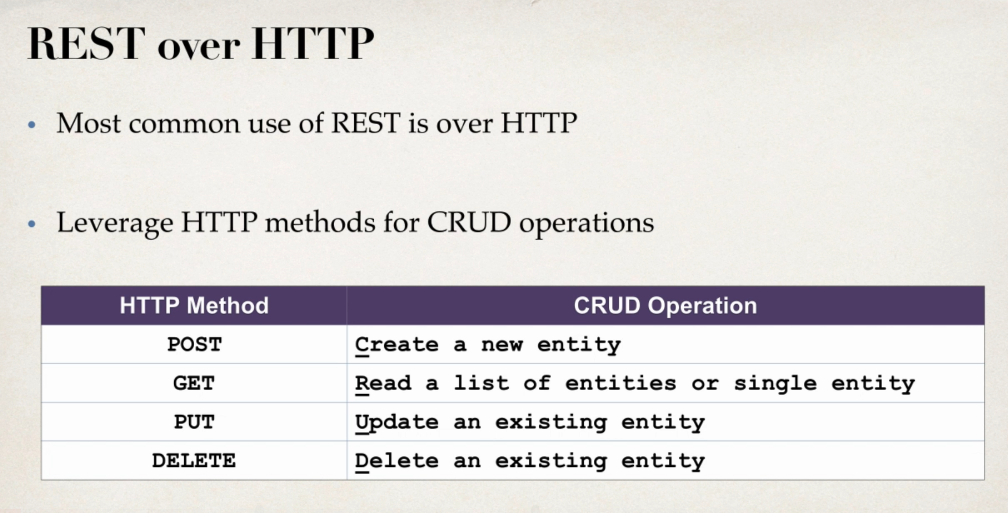 REST over HTTP
• Most common use of REST is over HTTP
• Leverage HTTP methods for CRUD operations
HTTP Method CRUD Operation
POST Create a new entity
GET Read a list of entities or single entity
PUT Update an existing entity
DELETE Delete an existing entity